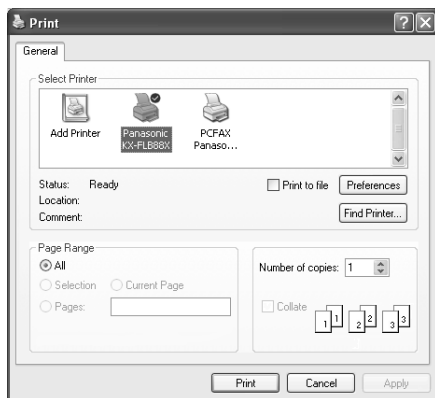 Print
General
Select Printer
Add Printer
Panasonic
KX-FLB88X
PCFAX
Panaso...
Status: Ready
Print to file
Preferences
Location:
Comment:
Find Printer...
Page Range
All
Selection
Current Page
Pages:
Number of copies: 1
Collate
1 1 2 2 3 3
Print
Cancel
Apply